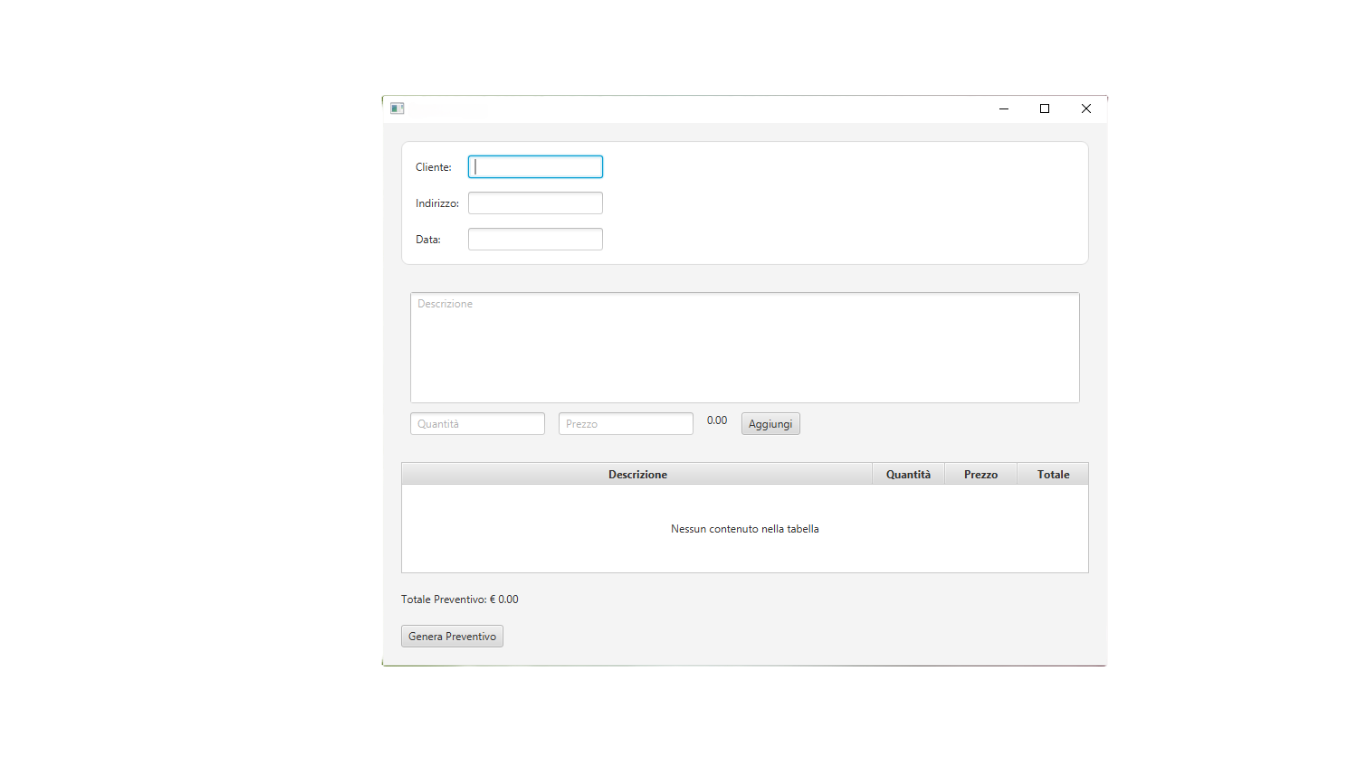 Cliente:
Indirizzo:
Data:
Descrizione
Quantità Prezzo 0.00 Aggiungi
Descrizione Quantità Prezzo Totale
Nessun contenuto nella tabella
Totale Preventivo: € 0.00
Genera Preventivo